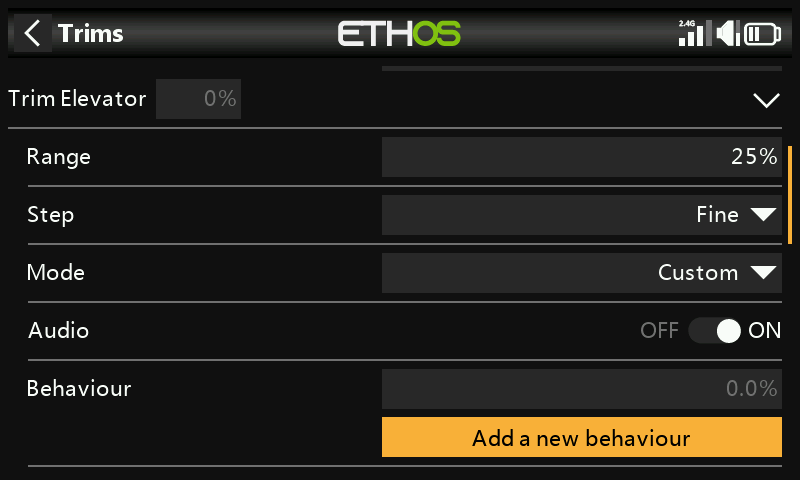 Trims
ETHOS
2.4G
Trim Elevator 0%
Range 25%
Step Fine
Mode Custom
Audio OFF ON
Behaviour 0.0%
Add a new behaviour